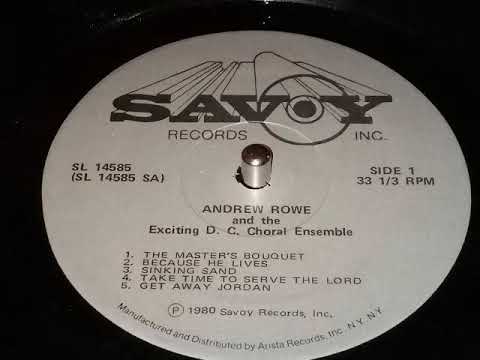 SAVOY
RECORDS INC.
SL 14585 SIDE 1
(SL 14585 SA) 33 1/3 RPM
ANDREW ROWE
and the
Exciting D. C. Choral Ensemble
1. THE MASTER'S BOUQUET
2. BECAUSE HE LIVES
3. SINKING SAND
4. TAKE TIME TO SERVE THE LORD
5. GET AWAY JORDAN
Ⓟ 1980 Savoy Records, Inc.
Manufactured and Distributed by Arista Records, Inc. N.Y. N.Y.